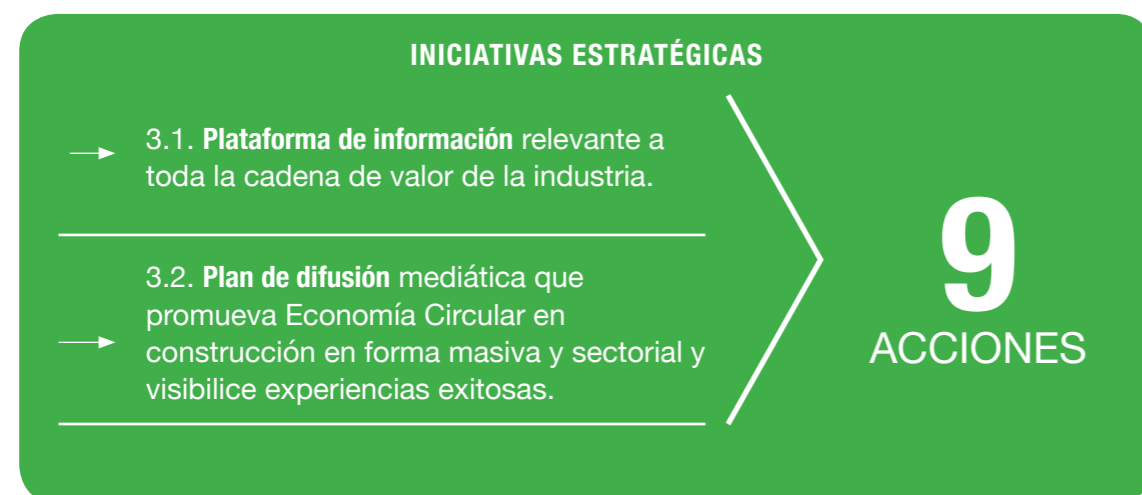 INICIATIVAS ESTRATÉGICAS
3.1. Plataforma de información relevante a
toda la cadena de valor de la industria.
3.2. Plan de difusión mediática que
promueva Economía Circular en
construcción en forma masiva y sectorial y
visibilice experiencias exitosas.
9
ACCIONES